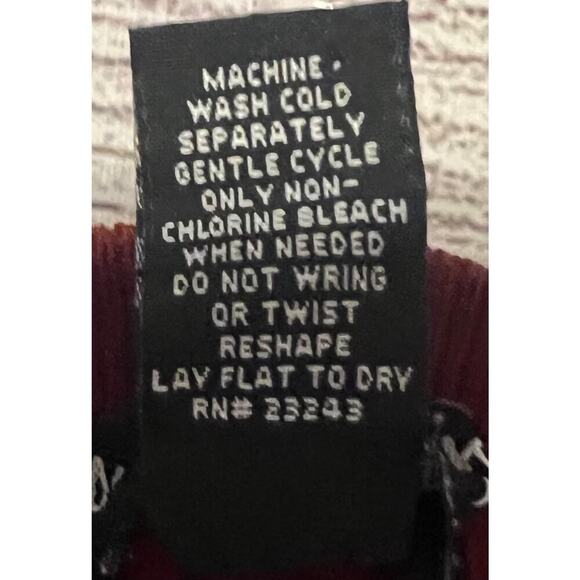 MACHINE
WASH COLD
SEPARATELY
GENTLE CYCLE
ONLY NON-
CHLORINE BLEACH
WHEN NEEDED
DO NOT WRING
OR TWIST
RESHAPE
LAY FLAT TO DRY
RN# 23243